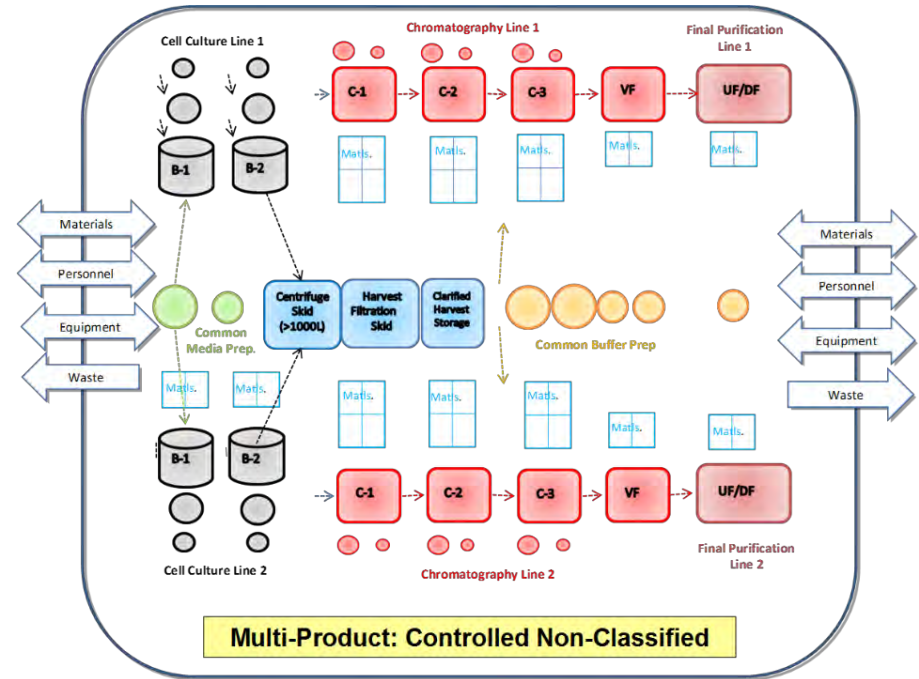 Cell Culture Line 1
Chromatography Line 1
Final Purification
Line 1
C-1
C-2
C-3
VF
UF/DF
B-1
B-2
Matls.
Matls.
Matls.
Matls.
Matls.
Materials
Personnel
Equipment
Waste
Materials
Personnel
Equipment
Waste
Centrifuge
Skid
(>1000L)
Harvest
Filtration
Skid
Clarified
Harvest
Storage
Common
Media Prep.
Common Buffer Prep
Matls.
Matls.
Matls.
Matls.
Matls.
Matls.
Matls.
B-1
B-2
C-1
C-2
C-3
VF
UF/DF
Cell Culture Line 2
Chromatography Line 2
Final Purification
Line 2
Multi-Product: Controlled Non-Classified